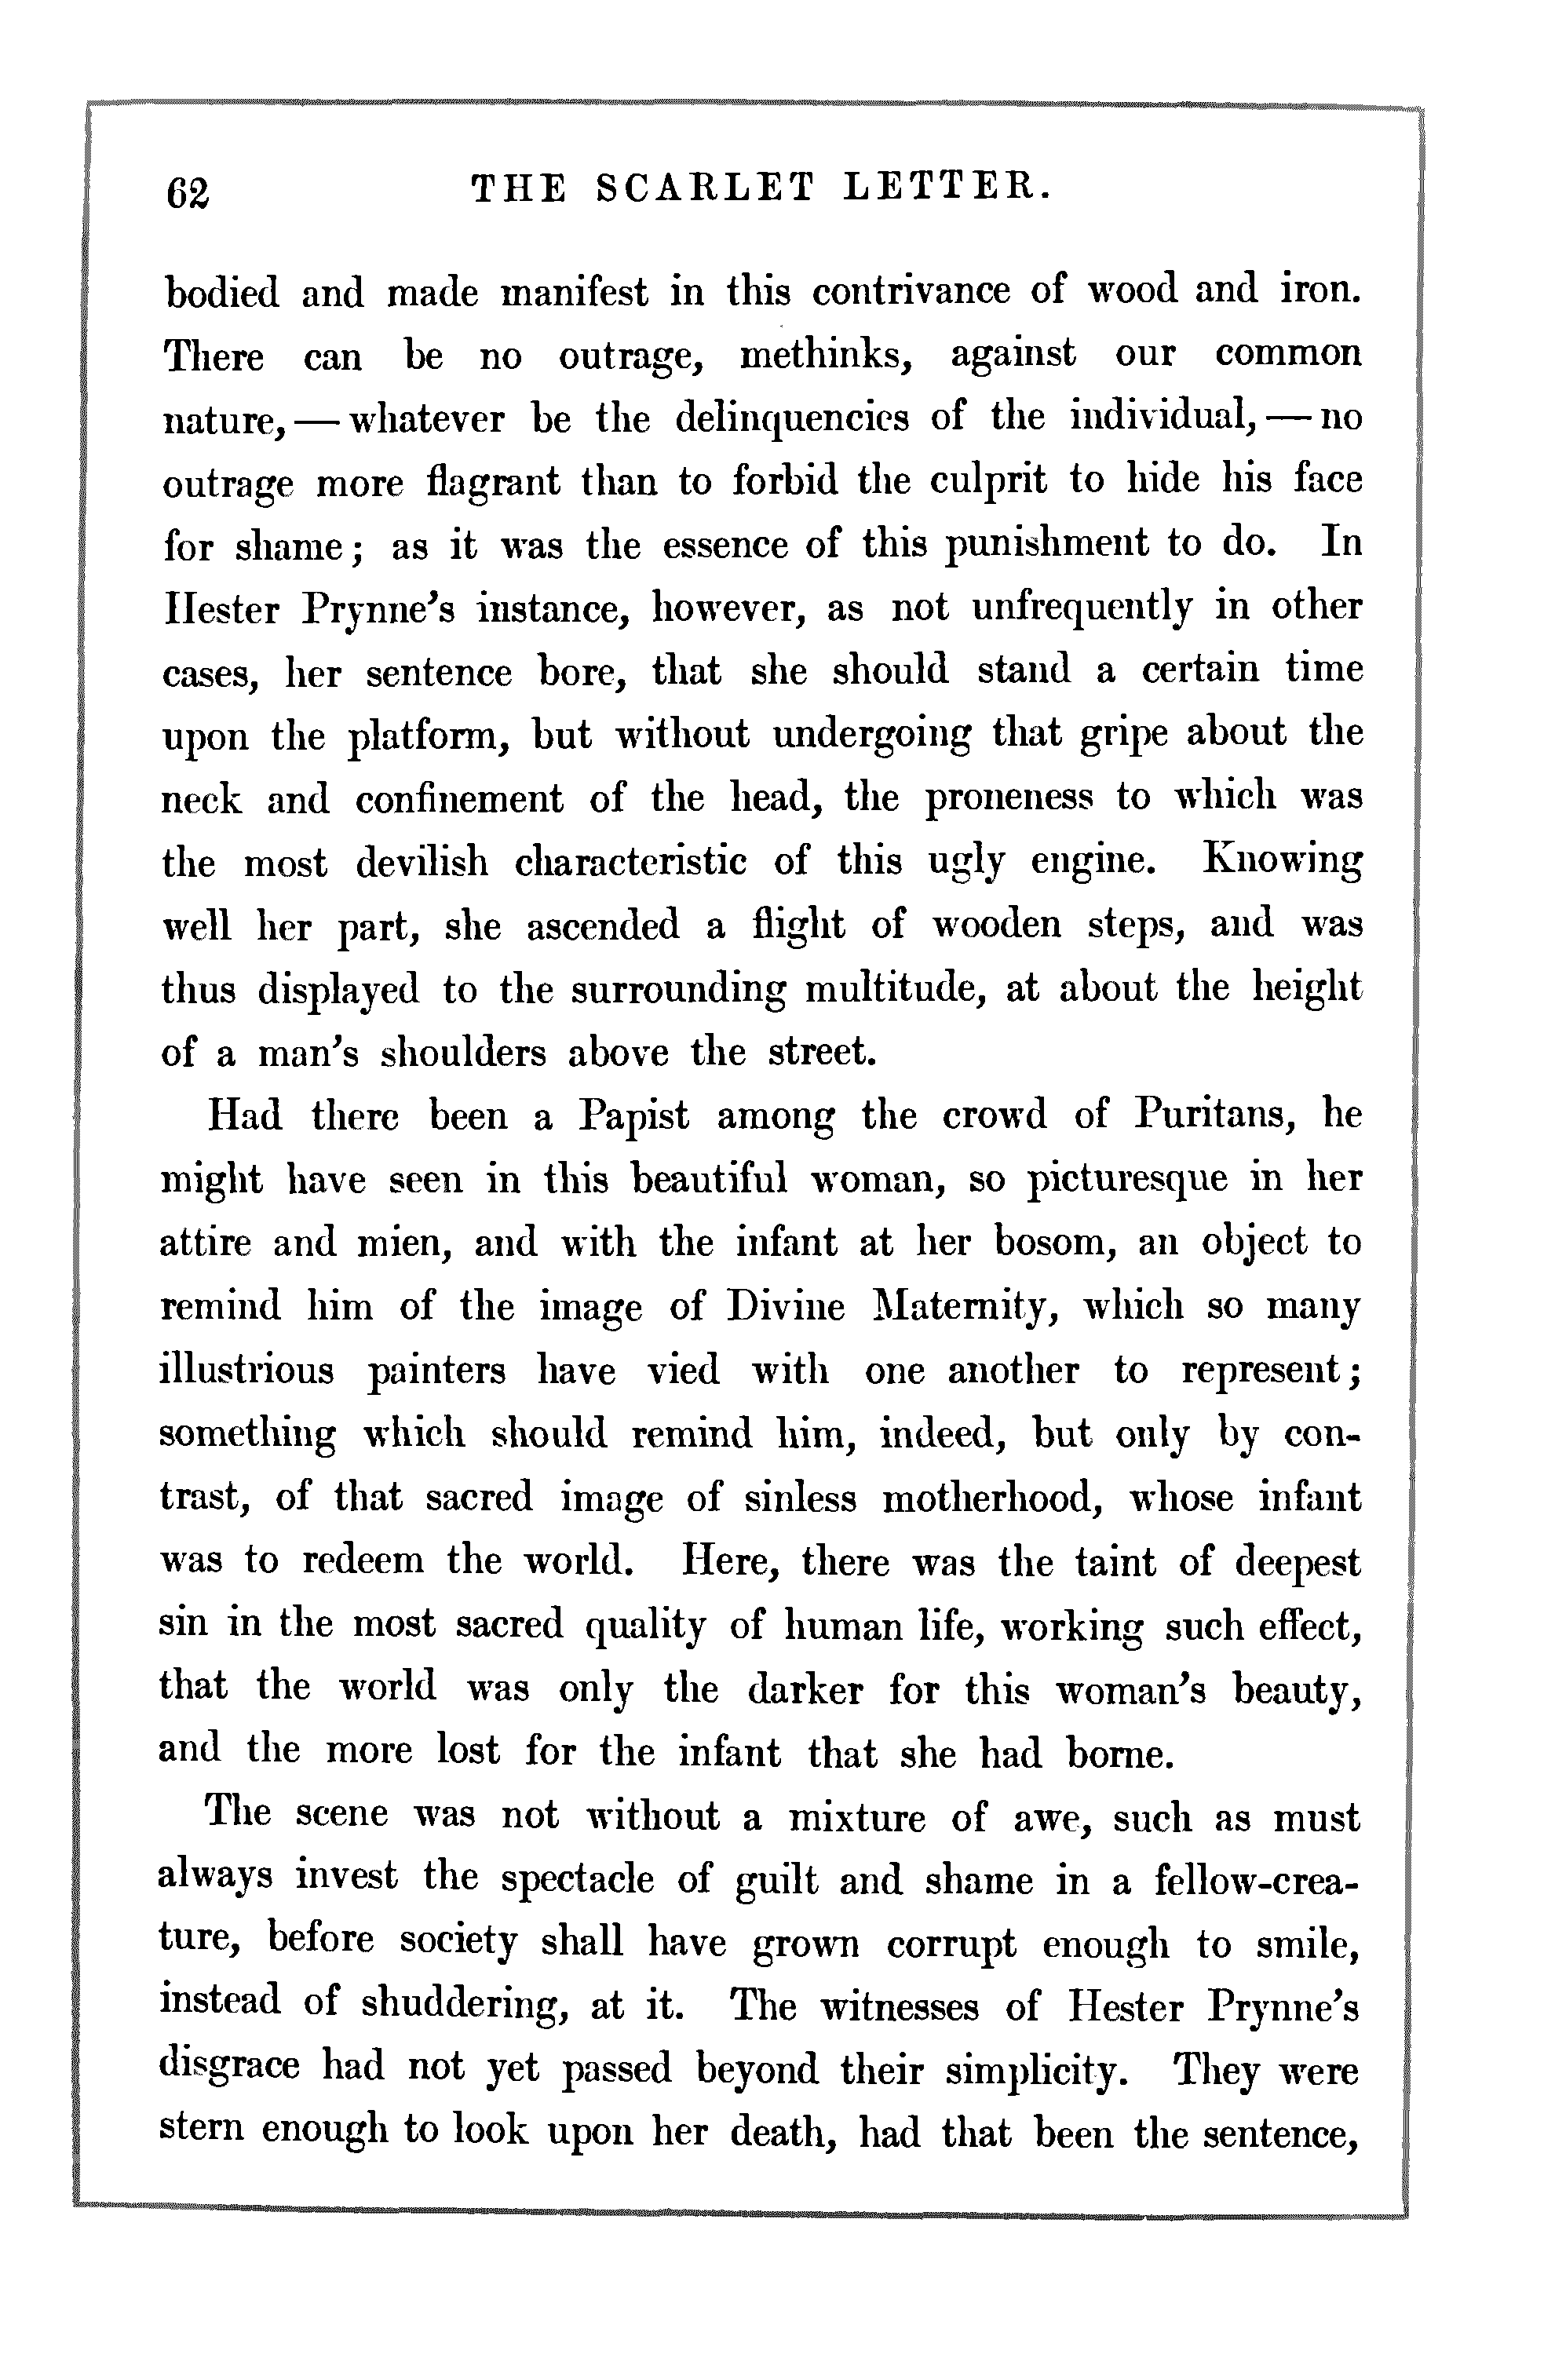 62 THE SCARLET LETTER.
bodied and made manifest in this contrivance of wood and iron.
There can be no outrage, methinks, against our common
nature,—whatever be the delinquencies of the individual,—no
outrage more flagrant than to forbid the culprit to hide his face
for shame; as it was the essence of this punishment to do. In
Hester Prynne's instance, however, as not unfrequently in other
cases, her sentence bore, that she should stand a certain time
upon the platform, but without undergoing that gripe about the
neck and confinement of the head, the proneness to which was
the most devilish characteristic of this ugly engine. Knowing
well her part, she ascended a flight of wooden steps, and was
thus displayed to the surrounding multitude, at about the height
of a man's shoulders above the street.
Had there been a Papist among the crowd of Puritans, he
might have seen in this beautiful woman, so picturesque in her
attire and mien, and with the infant at her bosom, an object to
remind him of the image of Divine Maternity, which so many
illustrious painters have vied with one another to represent;
something which should remind him, indeed, but only by con-
trast, of that sacred image of sinless motherhood, whose infant
was to redeem the world. Here, there was the taint of deepest
sin in the most sacred quality of human life, working such effect,
that the world was only the darker for this woman's beauty,
and the more lost for the infant that she had borne.
The scene was not without a mixture of awe, such as must
always invest the spectacle of guilt and shame in a fellow-crea-
ture, before society shall have grown corrupt enough to smile,
instead of shuddering, at it. The witnesses of Hester Prynne's
disgrace had not yet passed beyond their simplicity. They were
stern enough to look upon her death, had that been the sentence,